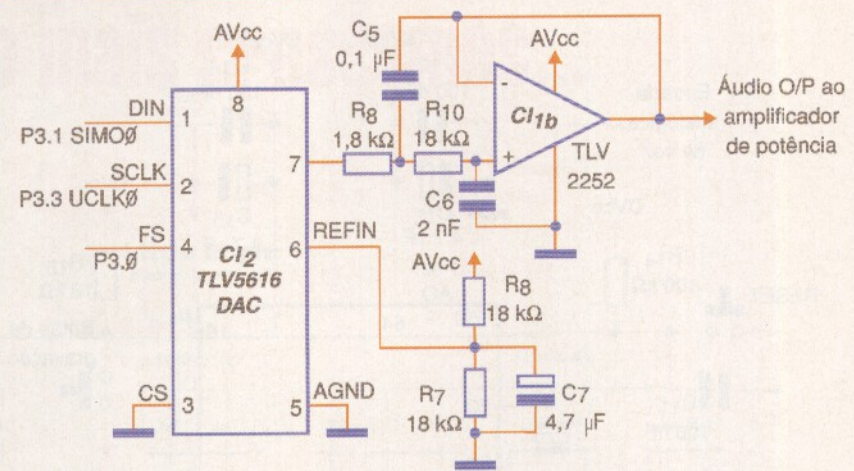 AVcc
C5
0,1 µF
AVcc
DIN
1
8
P3.1 SIMO0̸
R8
1,8 kΩ
R10
18 kΩ
-
CI1b
+
Áudio O/P ao
amplificador
de potência
7
SCLK
2
P3.3 UCLK0̸
TLV
2252
C6
2 nF
FS
4
P3.0̸
CI2
TLV5616
DAC
REFIN
6
AVcc
R8
18 kΩ
CS
3
AGND
5
R7
18 kΩ
C7
4,7 µF